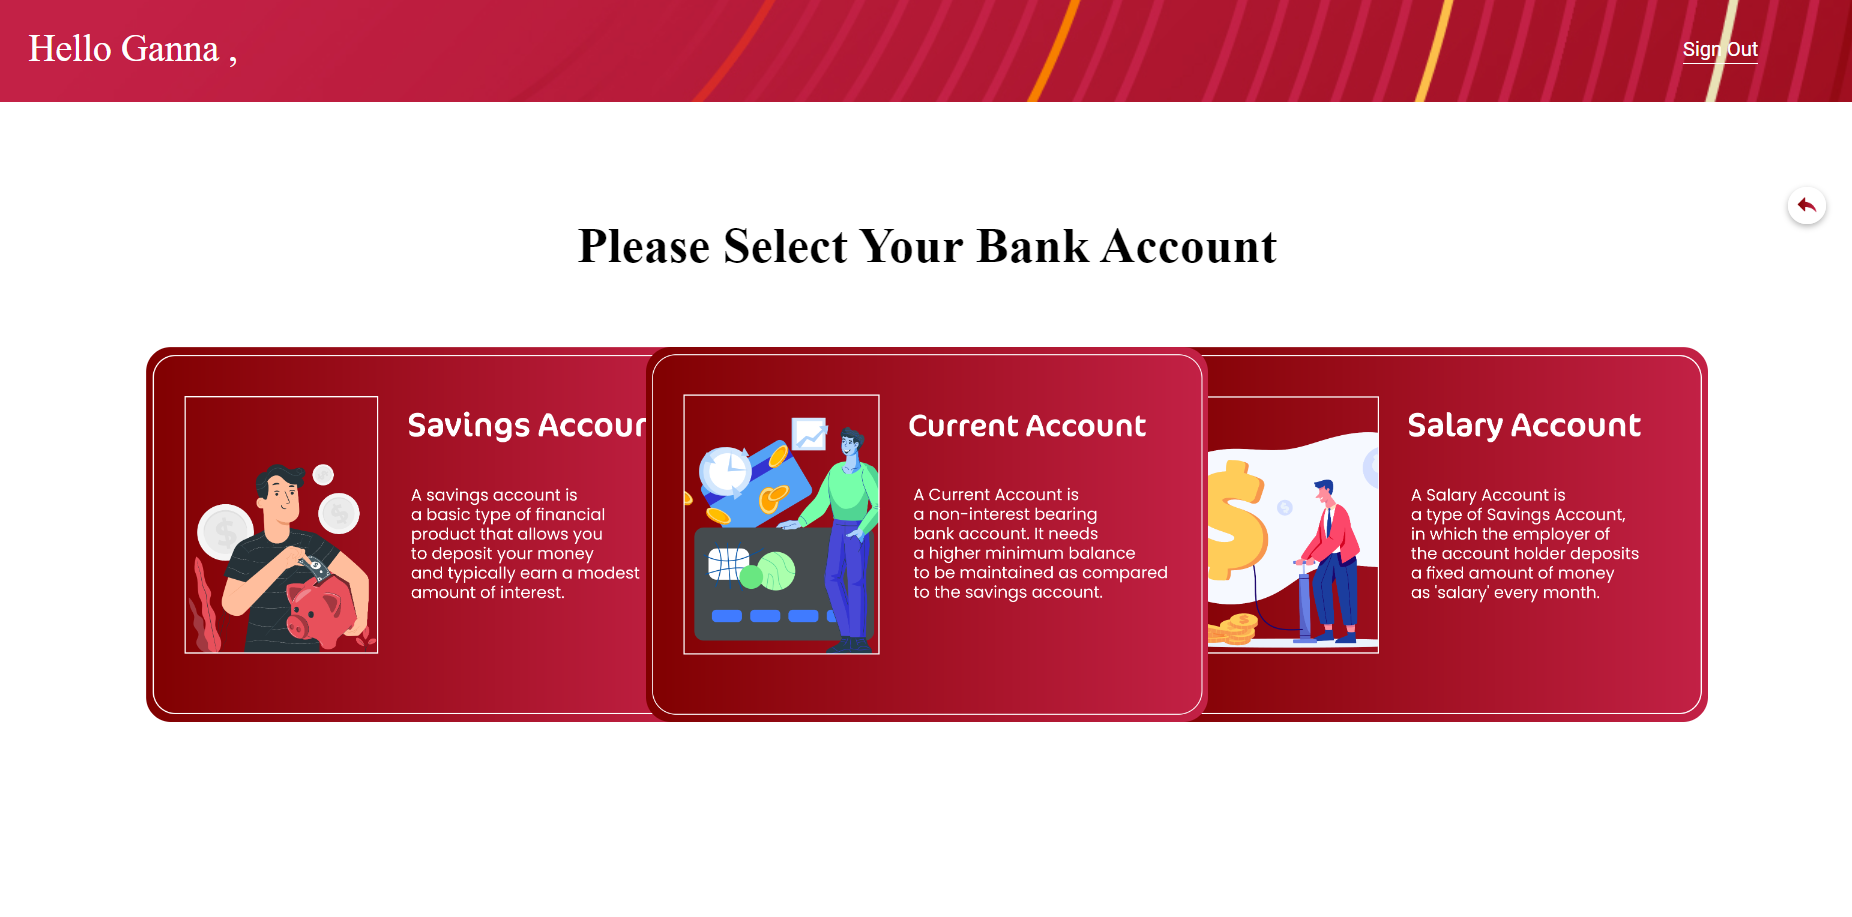 Hello Ganna ,
Sign Out
Please Select Your Bank Account
Savings Accoun
A savings account is
a basic type of financial
product that allows you
to deposit your money
and typically earn a modest
amount of interest.
Current Account
A Current Account is
a non-interest bearing
bank account. It needs
a higher minimum balance
to be maintained as compared
to the savings account.
Salary Account
A Salary Account is
a type of Savings Account,
in which the employer of
the account holder deposits
a fixed amount of money
as 'salary' every month.